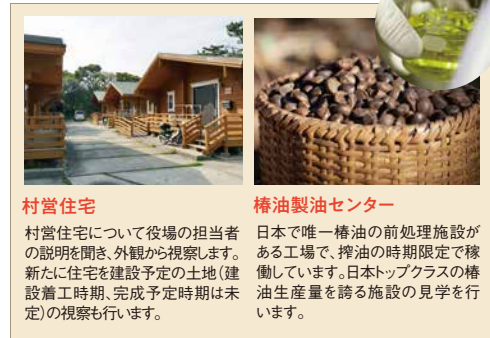 村営住宅
村営住宅について役場の担当者
の説明を聞き、外観から視察します。
新たに住宅を建設予定の土地(建
設着工時期、完成予定時期は未
定)の視察も行います。
椿油製油センター
日本で唯一椿油の前処理施設が
ある工場で、搾油の時期限定で稼
働しています。日本トップクラスの椿
油生産量を誇る施設の見学を行
います。